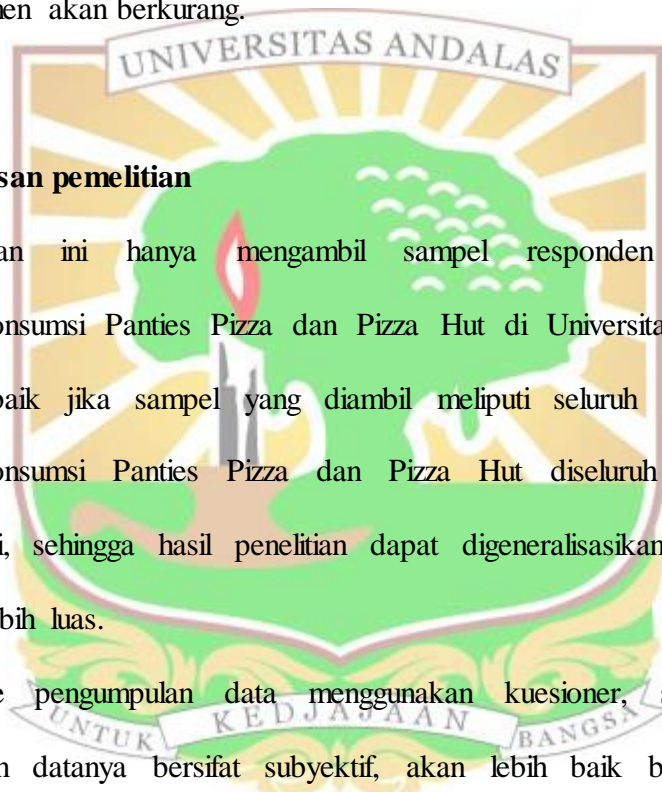 men akan berkurang.
UNIVERSITAS ANDALAS
san pemelitian
an ini hanya mengambil sampel responden
onsumsi Panties Pizza dan Pizza Hut di Universita
baik jika sampel yang diambil meliputi seluruh
onsumsi Panties Pizza dan Pizza Hut diseluruh
i, sehingga hasil penelitian dapat digeneralisasikan
bih luas.
e pengumpulan data menggunakan kuesioner, s
UNTUK KEDJAJAAN BANGSA
n datanya bersifat subyektif, akan lebih baik b